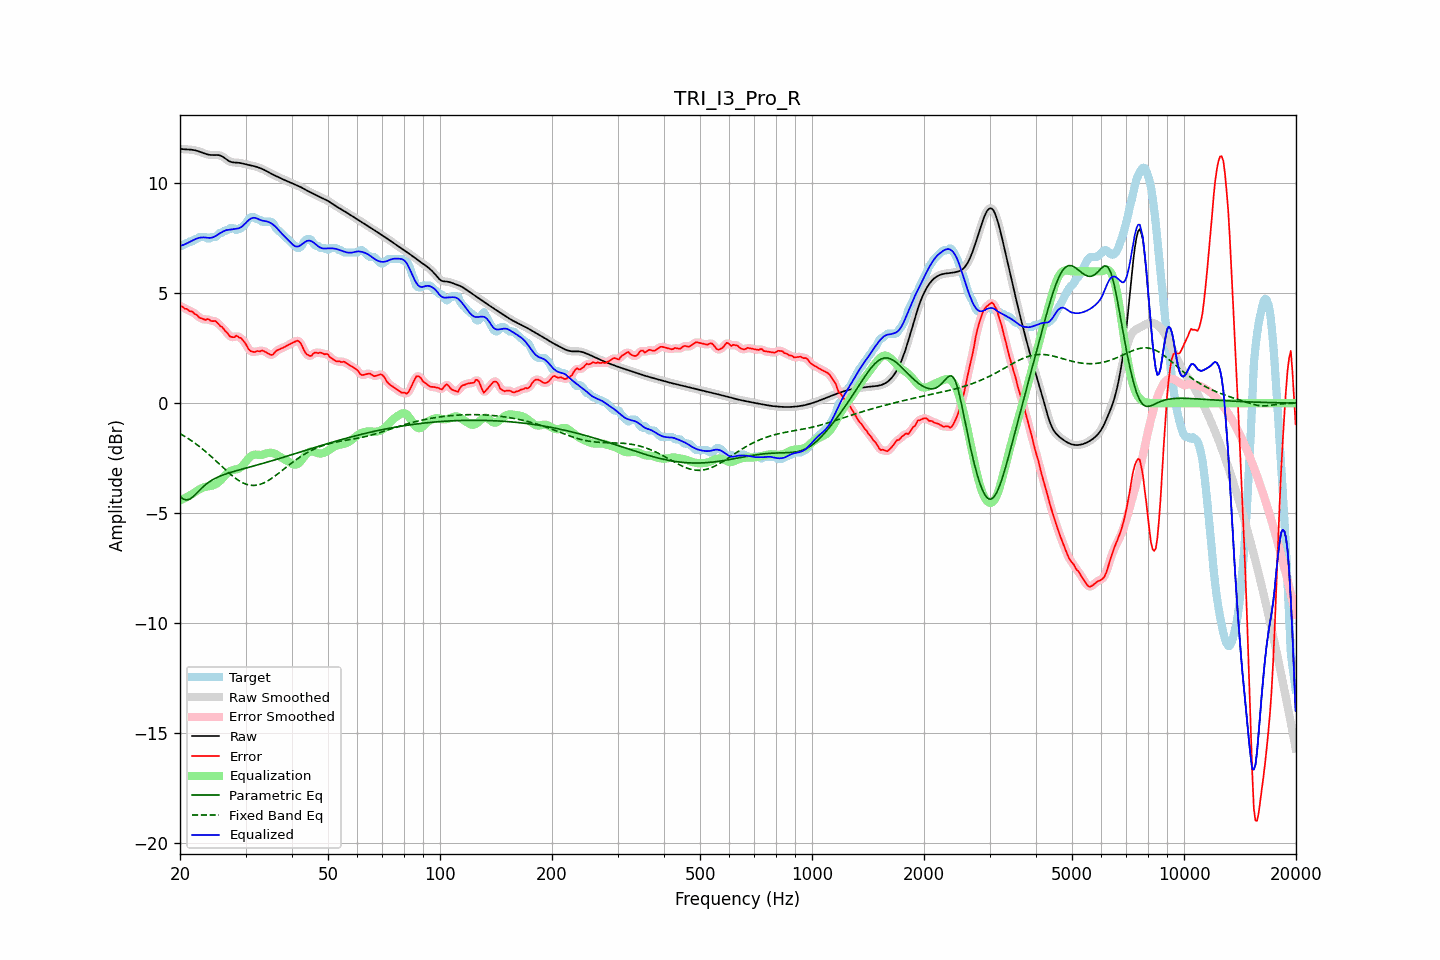 TRI_I3_Pro_R
Amplitude (dBr)
10
5
0
−5
−10
−15
−20
Target
Raw Smoothed
Error Smoothed
Raw
Error
Equalization
Parametric Eq
Fixed Band Eq
Equalized
20 50 100 200 500 1000 2000 5000 10000 20000
Frequency (Hz)